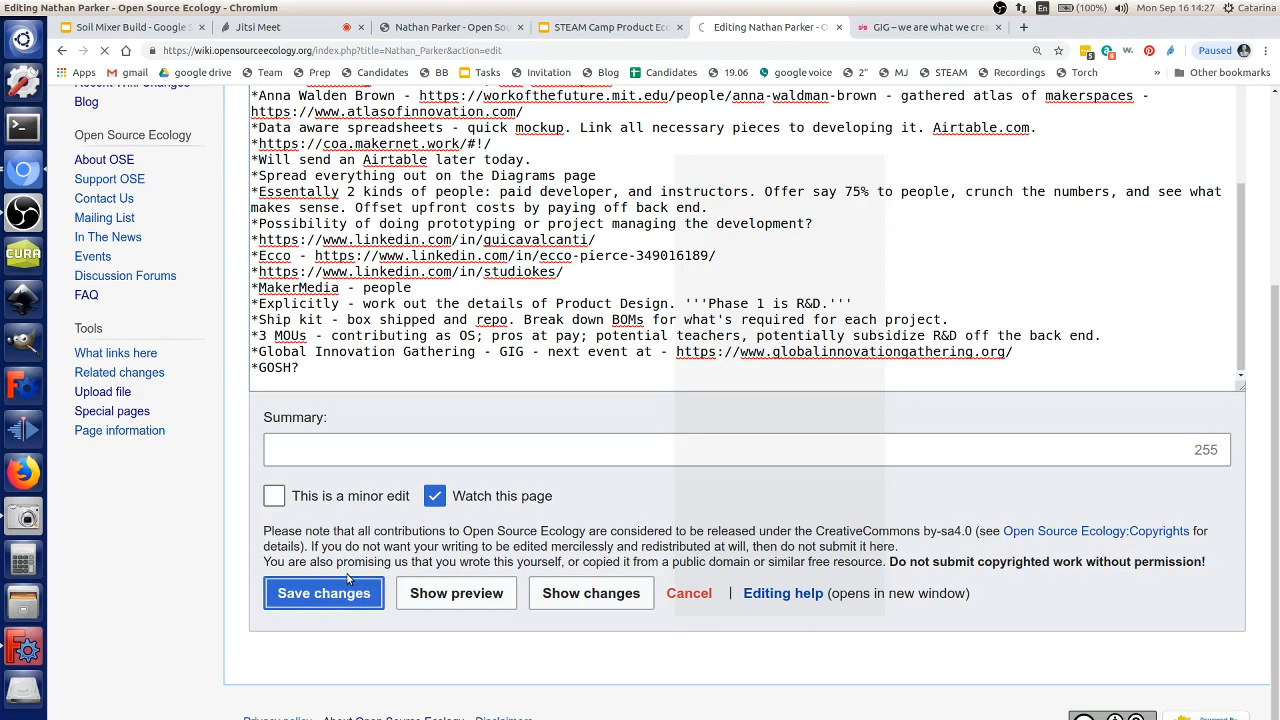 Editing Nathan Parker - Open Source Ecology - Chromium
En (100%) Mon Sep 16 14:27 Catarina
Soil Mixer Build - Google S × Jitsi Meet × Nathan Parker - Open Sou × STEAM Camp Product Ec × Editing Nathan Parker - O × GIG – we are what we crea × +
https://wiki.opensourceecology.org/index.php?title=Nathan_Parker&action=edit Paused
Apps gmail google drive Team Prep Candidates BB Tasks Invitation Blog Candidates 19.06 google voice 2" MJ STEAM Recordings Torch » Other bookmarks
Recent Wiki Changes
Blog
Open Source Ecology
About OSE
Support OSE
Contact Us
Mailing List
In The News
Events
Discussion Forums
FAQ
Tools
What links here
Related changes
Upload file
Special pages
Page information
*Anna Walden Brown - https://workofthefuture.mit.edu/people/anna-waldman-brown - gathered atlas of makerspaces -
https://www.atlasofinnovation.com/
*Data aware spreadsheets - quick mockup. Link all necessary pieces to developing it. Airtable.com.
*https://coa.makernet.work/#!/
*Will send an Airtable later today.
*Spread everything out on the Diagrams page
*Essentally 2 kinds of people: paid developer, and instructors. Offer say 75% to people, crunch the numbers, and see what
makes sense. Offset upfront costs by paying off back end.
*Possibility of doing prototyping or project managing the development?
*https://www.linkedin.com/in/quicavalcanti/
*Ecco - https://www.linkedin.com/in/ecco-pierce-349016189/
*https://www.linkedin.com/in/studiokes/
*MakerMedia - people
*Explicitly - work out the details of Product Design. '''Phase 1 is R&D.'''
*Ship kit - box shipped and repo. Break down BOMs for what's required for each project.
*3 MOUs - contributing as OS; pros at pay; potential teachers, potentially subsidize R&D off the back end.
*Global Innovation Gathering - GIG - next event at - https://www.globalinnovationgathering.org/
*GOSH?
Summary:
255
This is a minor edit Watch this page
Please note that all contributions to Open Source Ecology are considered to be released under the CreativeCommons by-sa4.0 (see Open Source Ecology:Copyrights for
details). If you do not want your writing to be edited mercilessly and redistributed at will, then do not submit it here.
You are also promising us that you wrote this yourself, or copied it from a public domain or similar free resource. Do not submit copyrighted work without permission!
Save changes Show preview Show changes Cancel | Editing help (opens in new window)
Privacy policy About Open Source Ecology Disclaimers